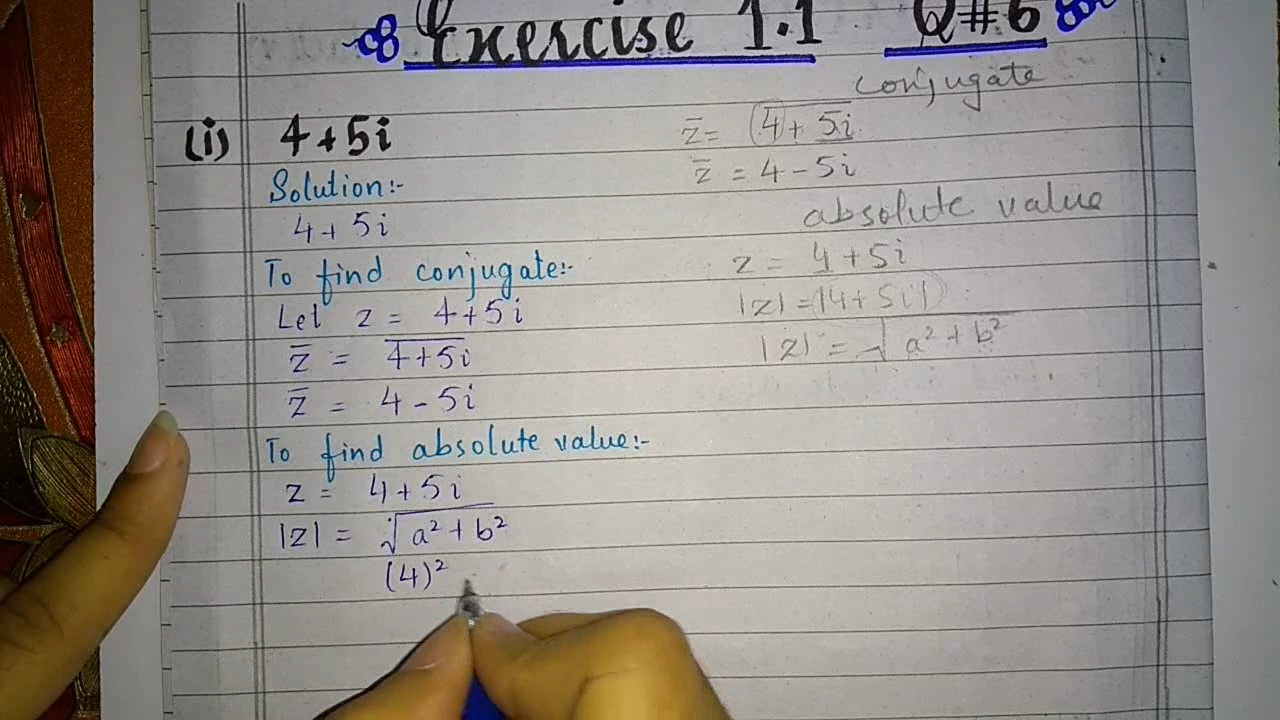 Exercise 1.1 Q#6
conjugate
(i) 4+5i
z̅ = (4)+5i
z̅ = 4-5i
Solution:-
4+5i
absolute value
To find conjugate:-
z = 4+5i
Let z = 4+5i
|z| = |4+5i|
z̅ = 4+5i
|z| = √a²+b²
z̅ = 4-5i
To find absolute value:-
z = 4+5i
|z| = √a²+b²
(4)²